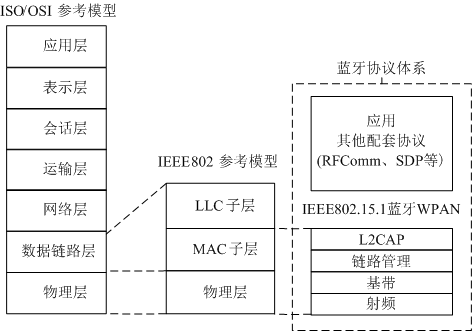 ISO/OSI 参考模型
应用层
表示层
会话层
运输层
网络层
数据链路层
物理层
IEEE802 参考模型
LLC 子层
MAC 子层
物理层
蓝牙协议体系
应用
其他配套协议
(RFComm、SDP等)
IEEE802.15.1蓝牙WPAN
L2CAP
链路管理
基带
射频